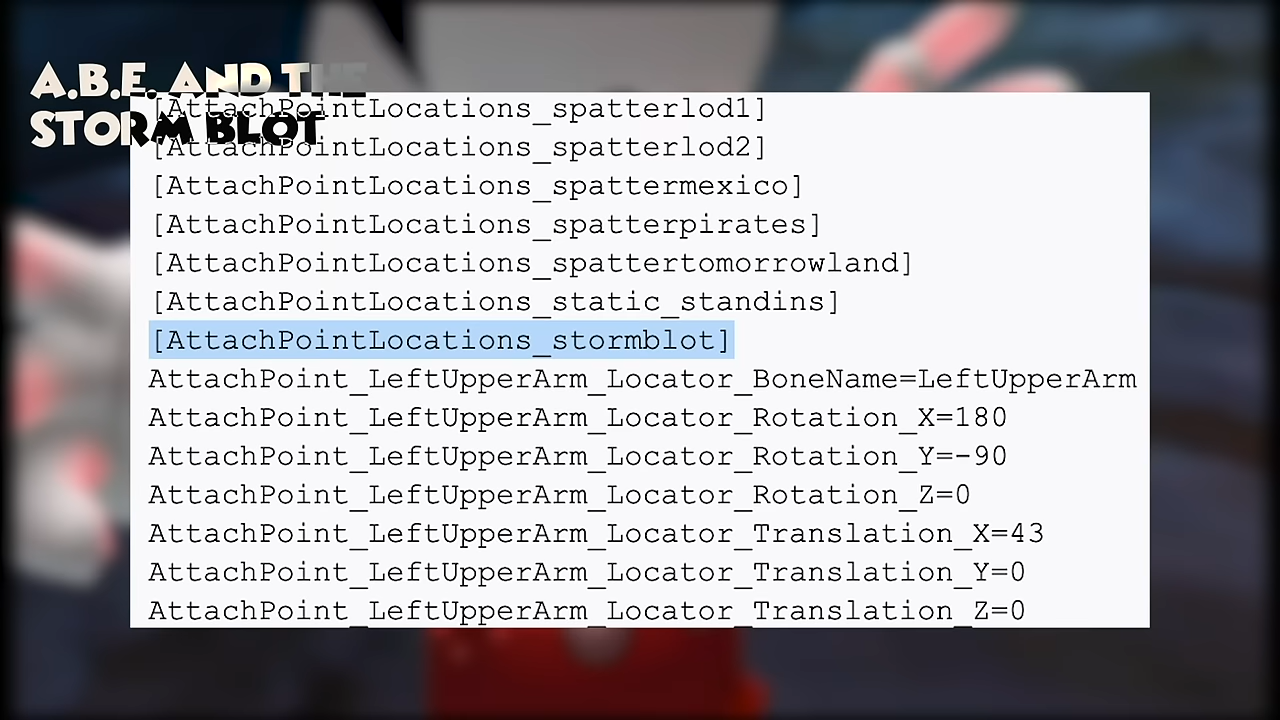 A.B.E. AND THE
STORM BLOT
[AttachPointLocations_spatterlod1]
[AttachPointLocations_spatterlod2]
[AttachPointLocations_spattermexico]
[AttachPointLocations_spatterpirates]
[AttachPointLocations_spattertomorrowland]
[AttachPointLocations_static_standins]
[AttachPointLocations_stormblot]
AttachPoint_LeftUpperArm_Locator_BoneName=LeftUpperArm
AttachPoint_LeftUpperArm_Locator_Rotation_X=180
AttachPoint_LeftUpperArm_Locator_Rotation_Y=-90
AttachPoint_LeftUpperArm_Locator_Rotation_Z=0
AttachPoint_LeftUpperArm_Locator_Translation_X=43
AttachPoint_LeftUpperArm_Locator_Translation_Y=0
AttachPoint_LeftUpperArm_Locator_Translation_Z=0